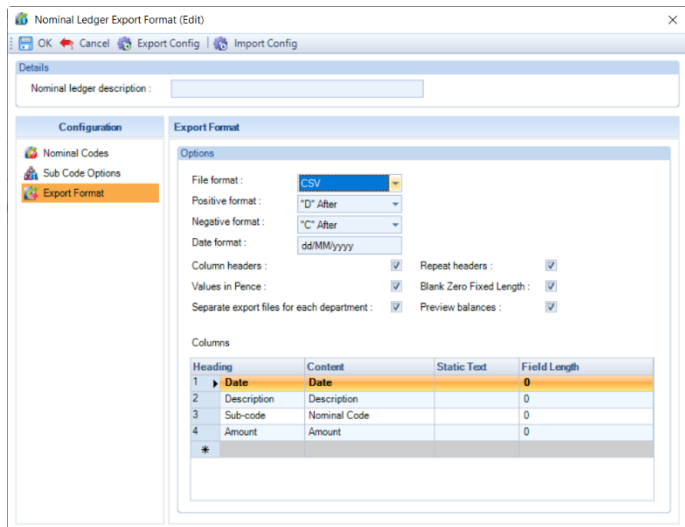 Nominal Ledger Export Format (Edit)
OK Cancel Export Config Import Config
Details
Nominal ledger description :
Configuration
Nominal Codes
Sub Code Options
Export Format
Export Format
Options
File format : CSV
Positive format : "D" After
Negative format : "C" After
Date format : dd/MM/yyyy
Column headers : Repeat headers :
Values in Pence : Blank Zero Fixed Length :
Separate export files for each department : Preview balances :
Columns
Heading Content Static Text Field Length
1 Date Date 0
2 Description Description 0
3 Sub-code Nominal Code 0
4 Amount Amount 0